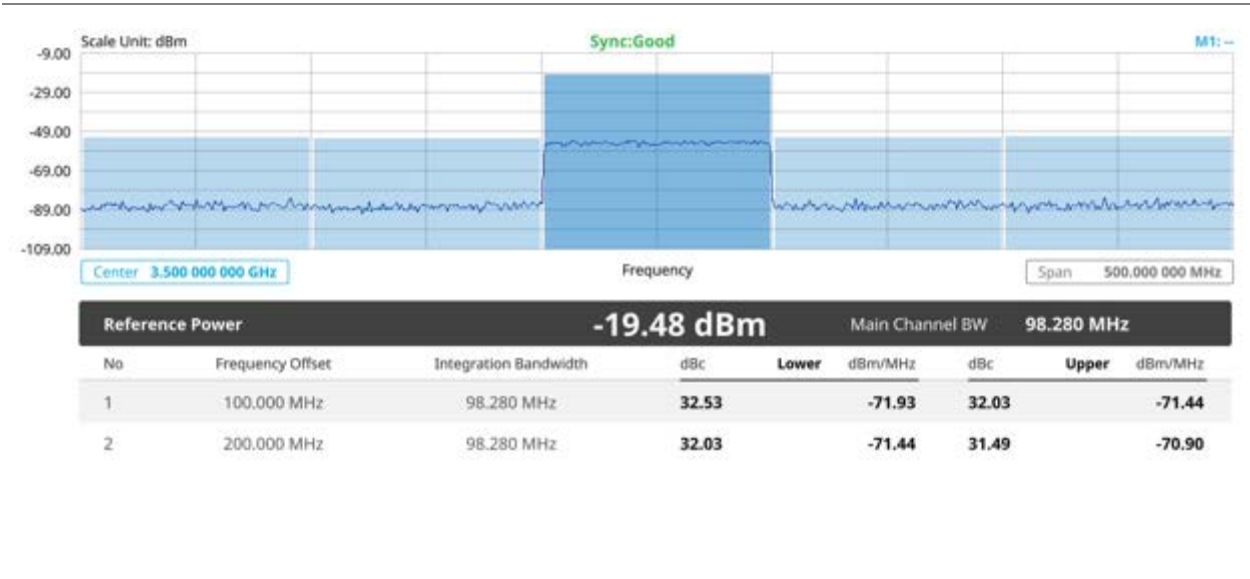 Scale Unit: dBm Sync:Good M1: --
-9.00
-29.00
-49.00
-69.00
-89.00
-109.00
Center 3.500 000 000 GHz Frequency Span 500.000 000 MHz
Reference Power -19.48 dBm Main Channel BW 98.280 MHz
No Frequency Offset Integration Bandwidth dBc Lower dBm/MHz dBc Upper dBm/MHz
1 100.000 MHz 98.280 MHz 32.53 -71.93 32.03 -71.44
2 200.000 MHz 98.280 MHz 32.03 -71.44 31.49 -70.90